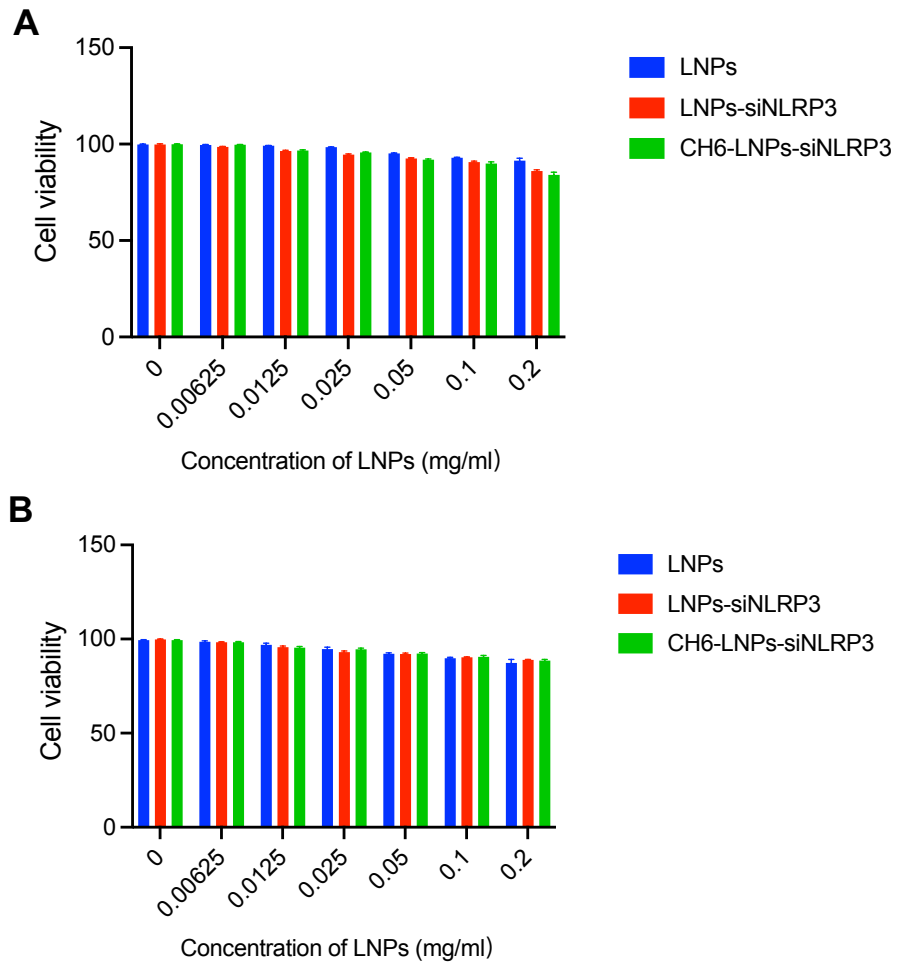 A
150
100
50
0
Cell viability
0
0.00625
0.0125
0.025
0.05
0.1
0.2
Concentration of LNPs (mg/ml)
LNPs
LNPs-siNLRP3
CH6-LNPs-siNLRP3
B
150
100
50
0
Cell viability
0
0.00625
0.0125
0.025
0.05
0.1
0.2
Concentration of LNPs (mg/ml)
LNPs
LNPs-siNLRP3
CH6-LNPs-siNLRP3